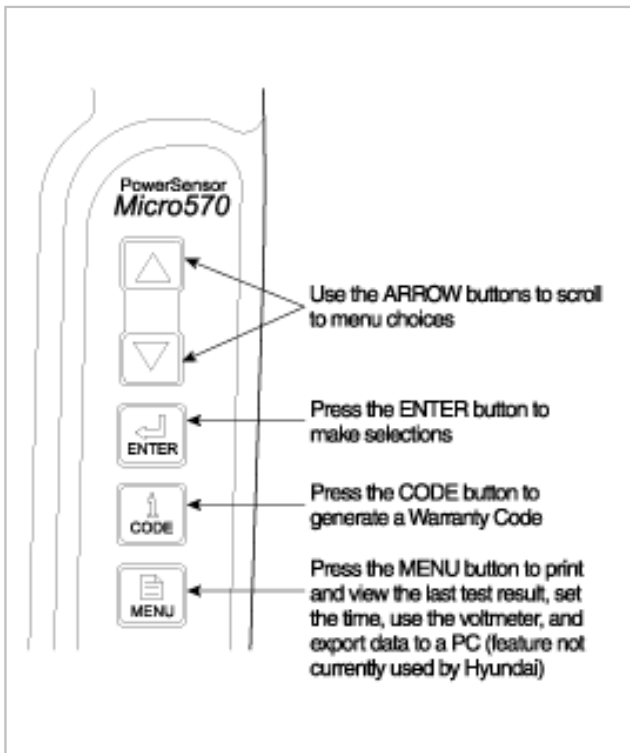 PowerSensor
Micro570
Use the ARROW buttons to scroll
to menu choices
Press the ENTER button to
make selections
ENTER
Press the CODE button to
generate a Warranty Code
i
CODE
Press the MENU button to print
and view the last test result, set
the time, use the voltmeter, and
export data to a PC (feature not
currently used by Hyundai)
MENU